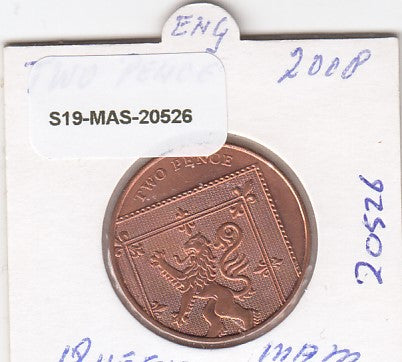 ENG
TWO PENCE 2008
S19-MAS-20526
TWO PENCE
20526